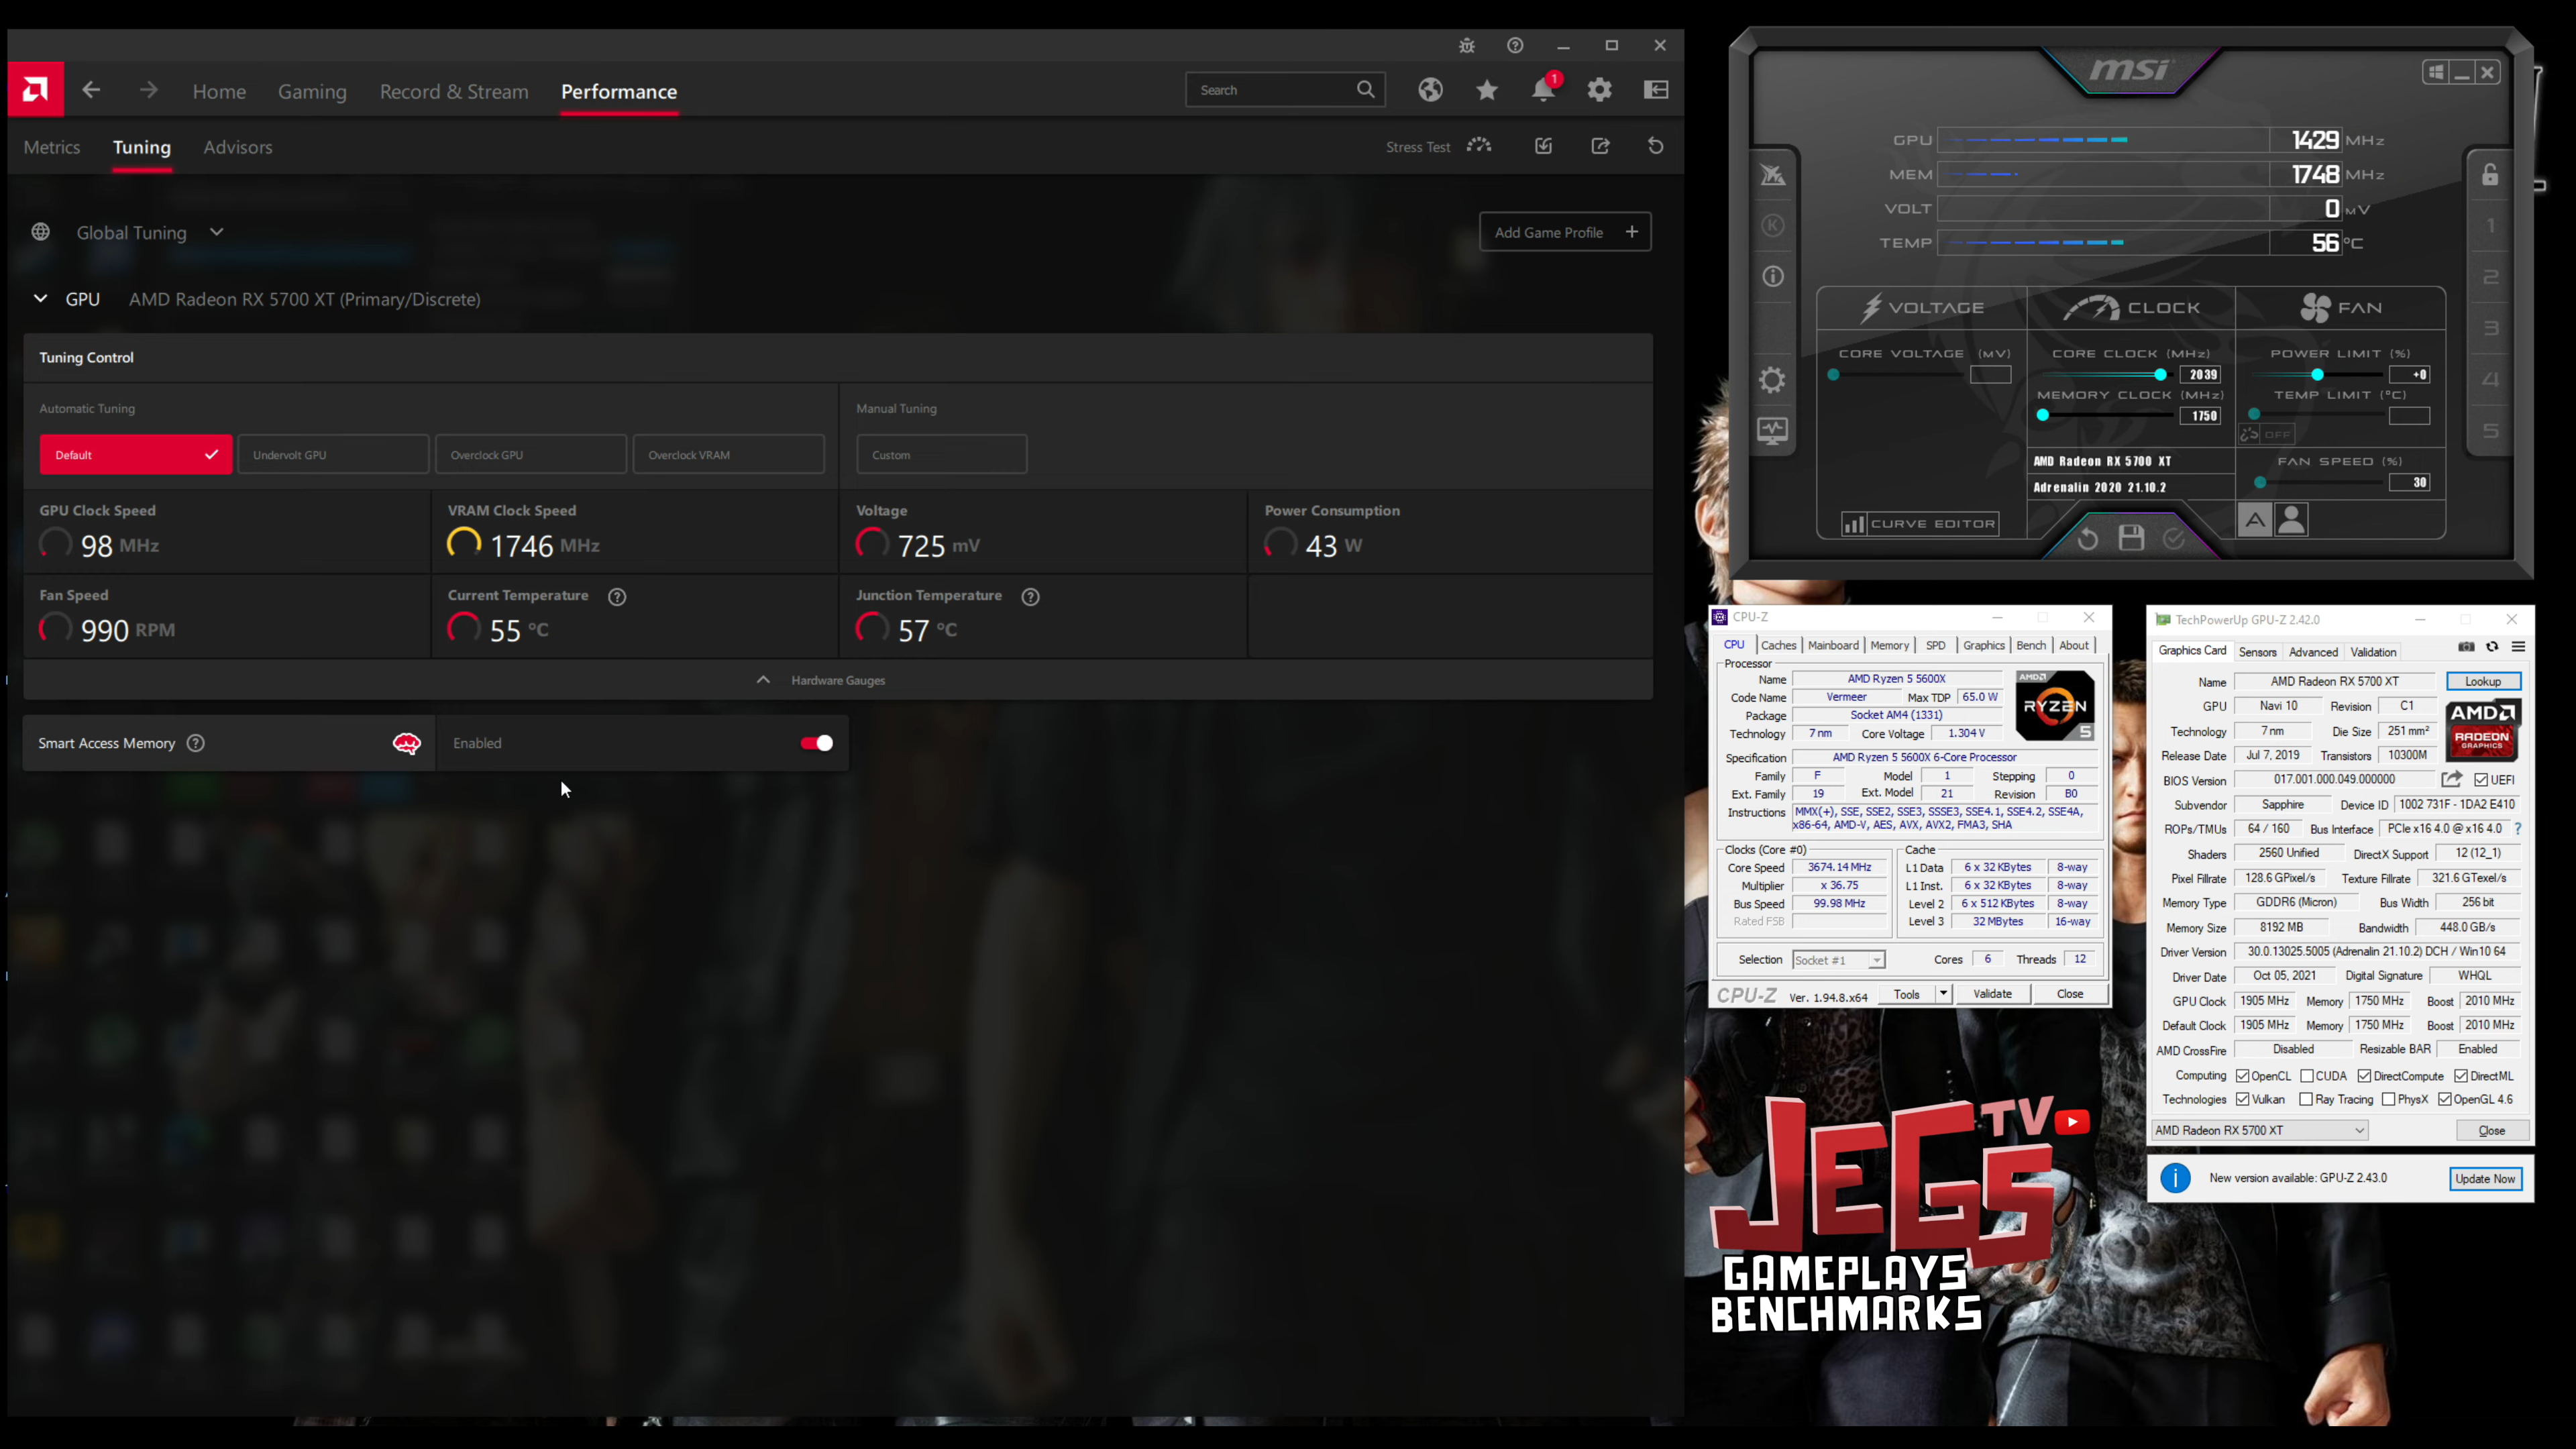 Home Gaming Record & Stream Performance Search 1
Metrics Tuning Advisors Stress Test
Global Tuning Add Game Profile +
GPU AMD Radeon RX 5700 XT (Primary/Discrete)
Tuning Control
Automatic Tuning Manual Tuning
Default Undervolt GPU Overclock GPU Overclock VRAM Custom
GPU Clock Speed VRAM Clock Speed Voltage Power Consumption
98 MHz 1746 MHz 725 mV 43 W
Fan Speed Current Temperature Junction Temperature
990 RPM 55 °C 57 °C
Hardware Gauges
Smart Access Memory Enabled
msi
GPU 1429 MHz
MEM 1748 MHz
VOLT 0 MV
TEMP 56 °C
K
1
2
3
4
5
VOLTAGE CLOCK FAN
CORE VOLTAGE (MV) CORE CLOCK (MHz) POWER LIMIT (%)
2039 +0
MEMORY CLOCK (MHz) TEMP LIMIT (°C)
1750
OFF
AMD Radeon RX 5700 XT FAN SPEED (%)
Adrenalin 2020 21.10.2 30
CURVE EDITOR A
CPU-Z
CPU Caches Mainboard Memory SPD Graphics Bench About
Processor
Name AMD Ryzen 5 5600X
Code Name Vermeer Max TDP 65.0 W
Package Socket AM4 (1331)
Technology 7 nm Core Voltage 1.304 V
AMD RYZEN 5
Specification AMD Ryzen 5 5600X 6-Core Processor
Family F Model 1 Stepping 0
Ext. Family 19 Ext. Model 21 Revision B0
Instructions MMX(+), SSE, SSE2, SSE3, SSSE3, SSE4.1, SSE4.2, SSE4A,
x86-64, AMD-V, AES, AVX, AVX2, FMA3, SHA
Clocks (Core #0) Cache
Core Speed 3674.14 MHz L1 Data 6 x 32 KBytes 8-way
Multiplier x 36.75 L1 Inst. 6 x 32 KBytes 8-way
Bus Speed 99.98 MHz Level 2 6 x 512 KBytes 8-way
Rated FSB Level 3 32 MBytes 16-way
Selection Socket #1 Cores 6 Threads 12
CPU-Z Ver. 1.94.8.x64 Tools Validate Close
TechPowerUp GPU-Z 2.42.0
Graphics Card Sensors Advanced Validation
Name AMD Radeon RX 5700 XT Lookup
GPU Navi 10 Revision C1
Technology 7 nm Die Size 251 mm²
Release Date Jul 7, 2019 Transistors 10300M
AMD RADEON GRAPHICS
BIOS Version 017.001.000.049.000000 UEFI
Subvendor Sapphire Device ID 1002 731F - 1DA2 E410
ROPs/TMUs 64 / 160 Bus Interface PCIe x16 4.0 @ x16 4.0 ?
Shaders 2560 Unified DirectX Support 12 (12_1)
Pixel Fillrate 128.6 GPixel/s Texture Fillrate 321.6 GTexel/s
Memory Type GDDR6 (Micron) Bus Width 256 bit
Memory Size 8192 MB Bandwidth 448.0 GB/s
Driver Version 30.0.13025.5005 (Adrenalin 21.10.2) DCH / Win10 64
Driver Date Oct 05, 2021 Digital Signature WHQL
GPU Clock 1905 MHz Memory 1750 MHz Boost 2010 MHz
Default Clock 1905 MHz Memory 1750 MHz Boost 2010 MHz
AMD CrossFire Disabled Resizable BAR Enabled
Computing OpenCL CUDA DirectCompute DirectML
Technologies Vulkan Ray Tracing PhysX OpenGL 4.6
AMD Radeon RX 5700 XT Close
New version available: GPU-Z 2.43.0 Update Now
JEGS TV
GAMEPLAYS
BENCHMARKS